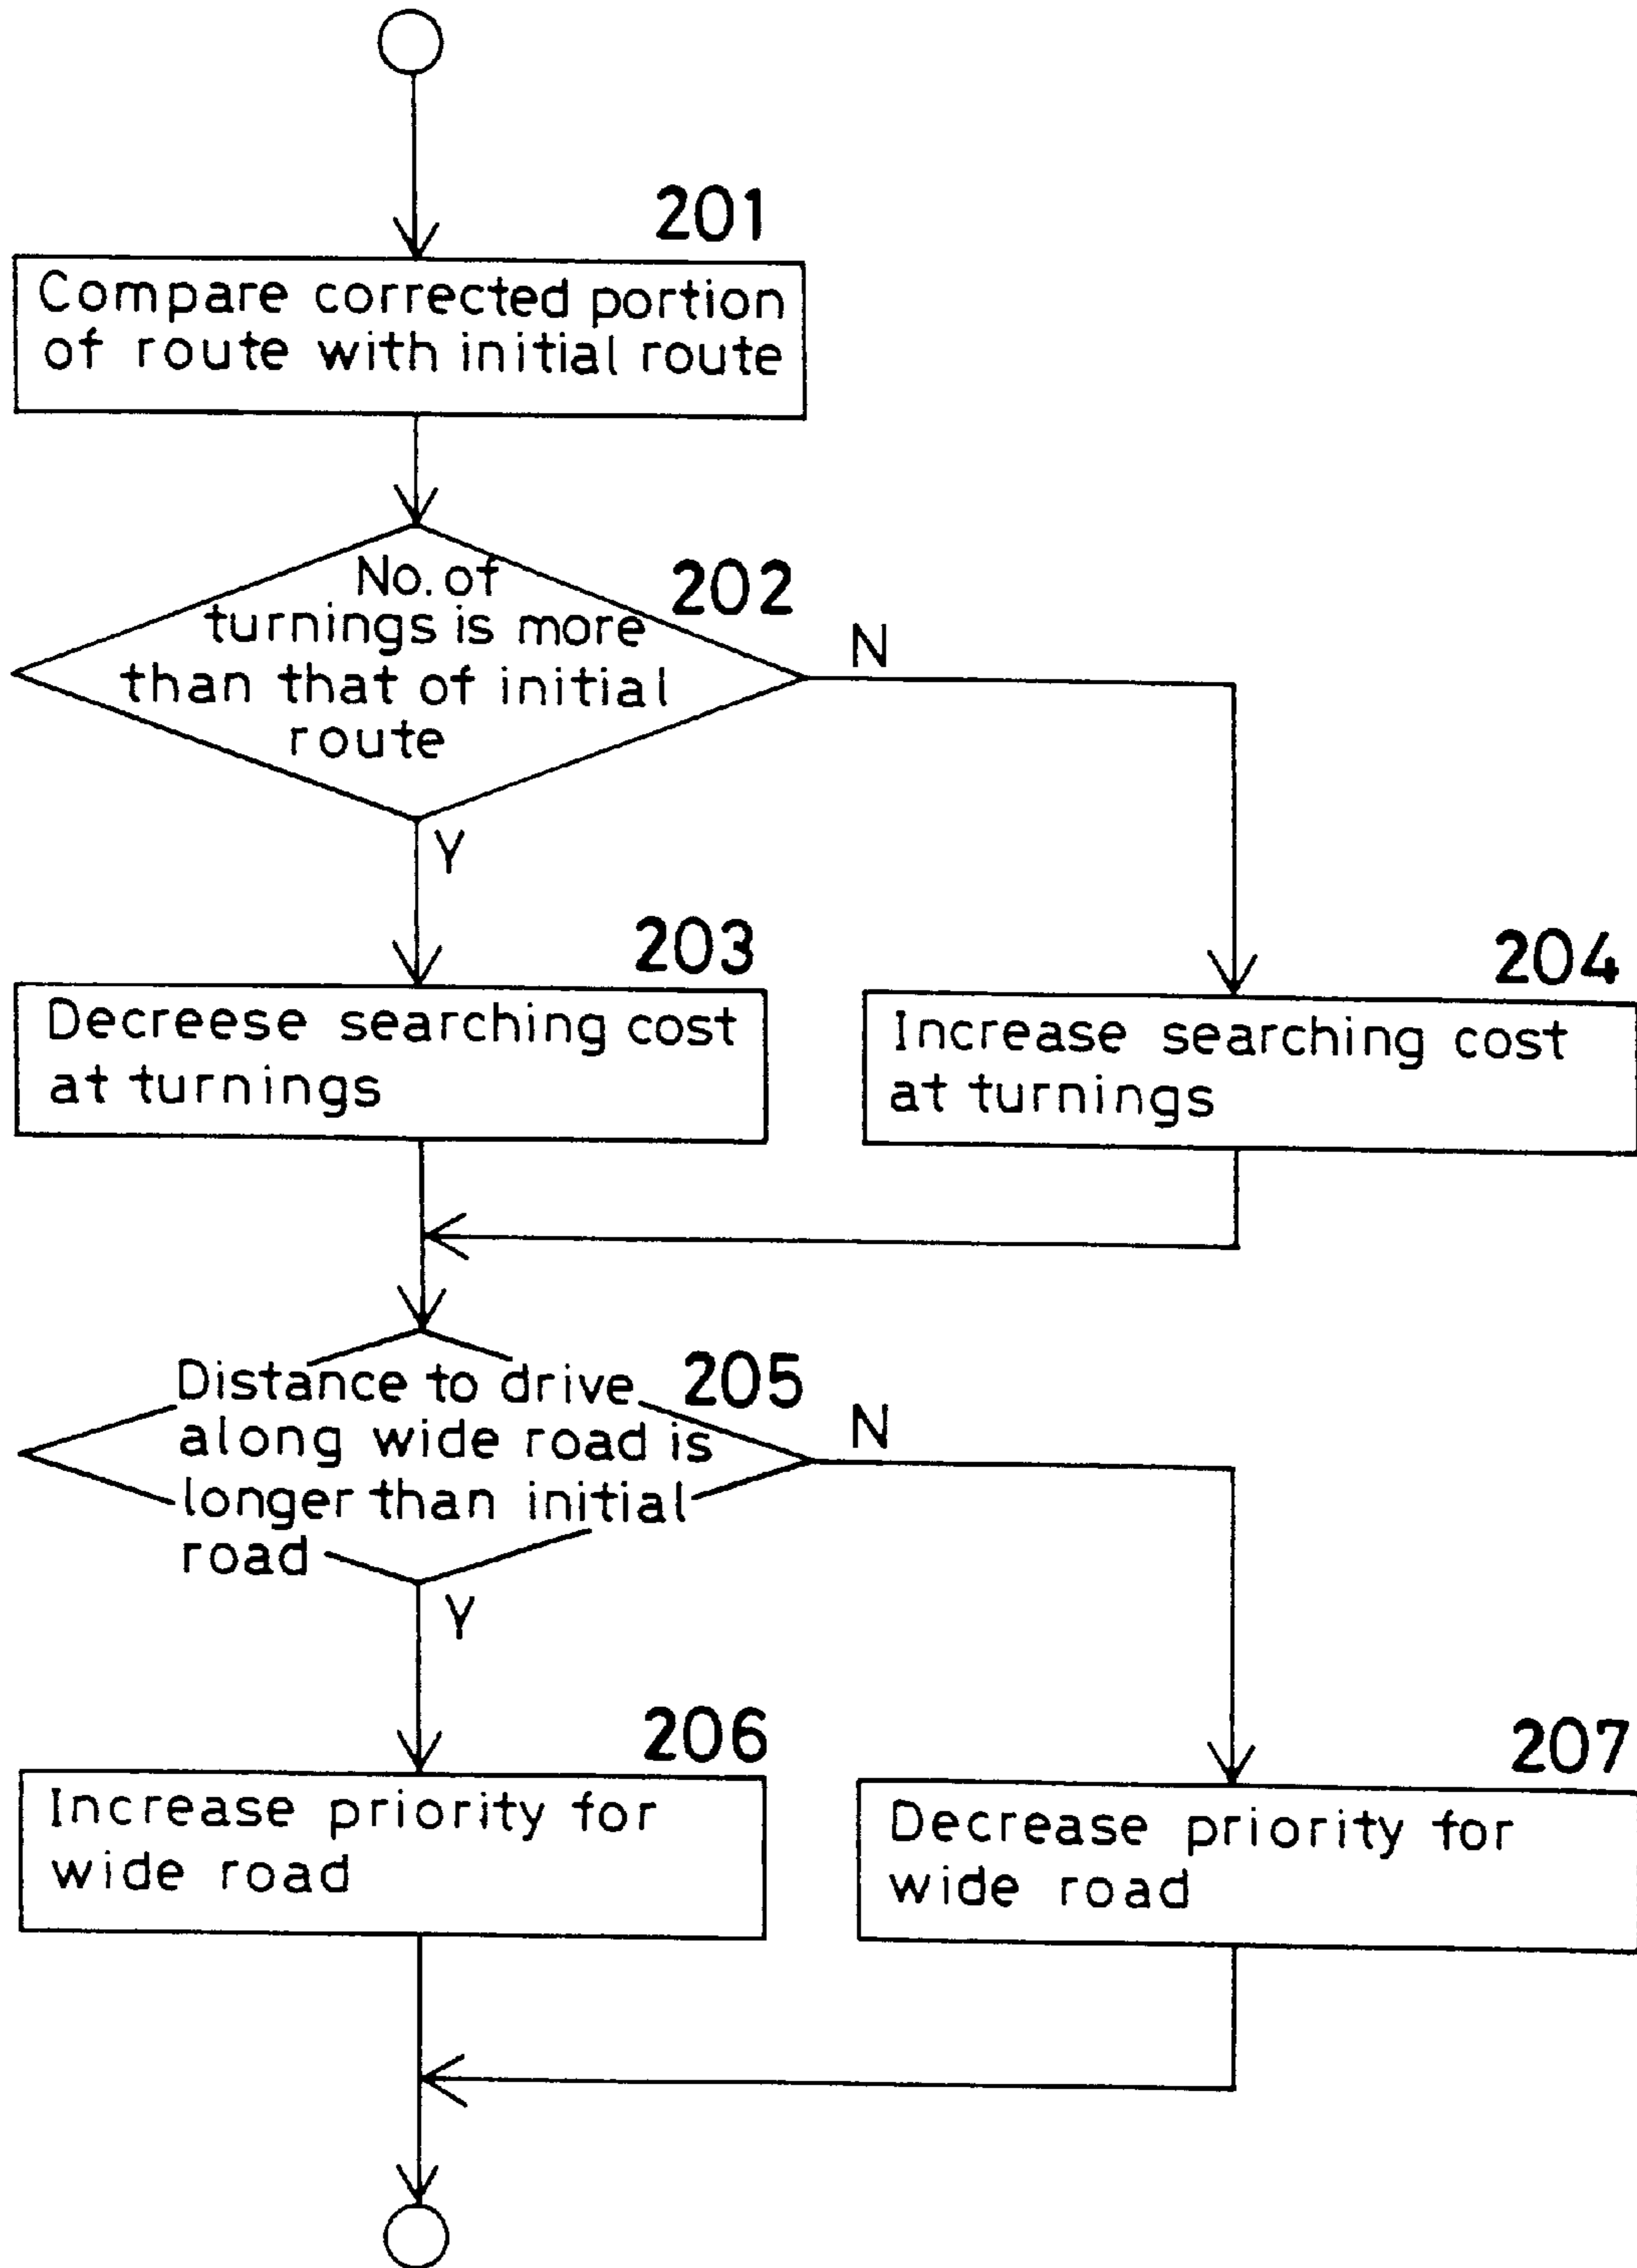 201
Compare corrected portion
of route with initial route
No. of
turnings is more
than that of initial
route
202
N
Y
203
Decreese searching cost
at turnings
204
Increase searching cost
at turnings
Distance to drive
along wide road is
longer than initial
road
205
N
Y
206
Increase priority for
wide road
207
Decrease priority for
wide road